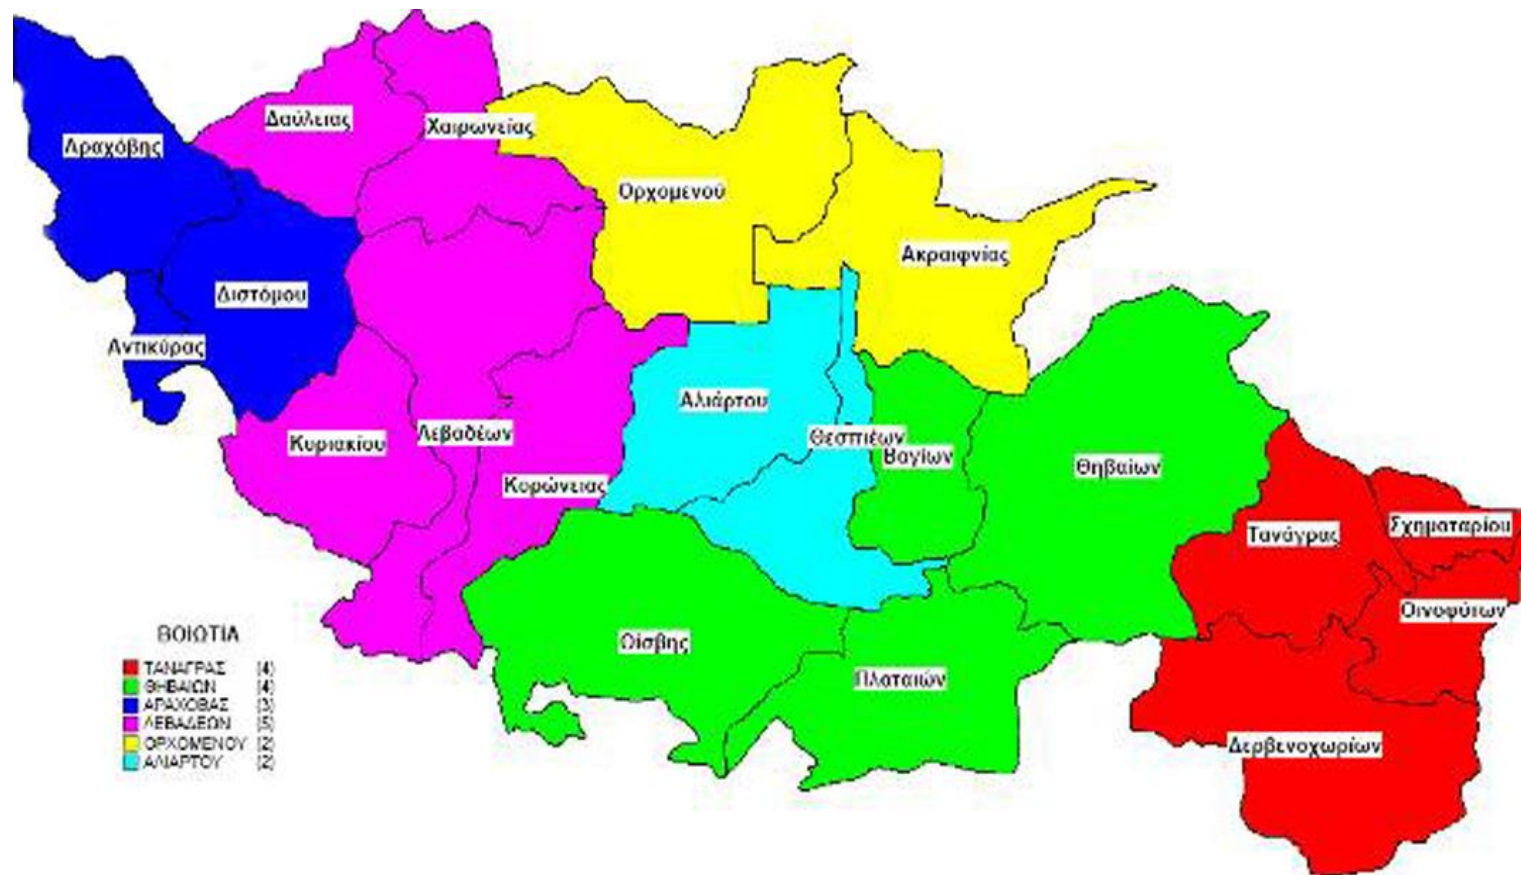 Δαύλειας
Χαιρωνείας
Αραχόβης
Ορχομενού
Ακραιφνίας
Διστόμου
Αντικύρας
Αλιάρτου
Κυριακίου
Λεβαδέων
Θεσπιέων
Βαγίων
Θηβαίων
Κορώνειας
Σχηματαρίου
Τανάγρας
Οινοφύτων
Θίσβης
Πλαταιών
Δερβενοχωρίων
ΒΟΙΩΤΙΑ
ΤΑΝΑΓΡΑΣ (4)
ΘΗΒΑΙΩΝ (4)
ΑΡΑΧΟΒΑΣ (3)
ΛΕΒΑΔΕΩΝ (5)
ΟΡΧΟΜΕΝΟΥ (2)
ΑΛΙΑΡΤΟΥ (2)